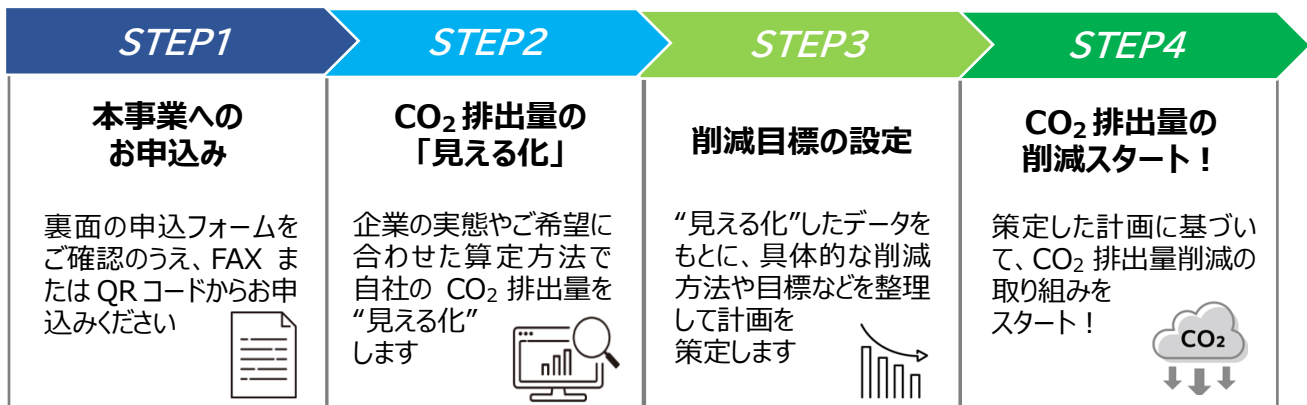 STEP1
本事業への
お申込み
裏面の申込フォームを
ご確認のうえ、FAX ま
たは QRコードからお申
込みください
STEP2
CO₂ 排出量の
「見える化」
企業の実態やご希望に
合わせた算定方法で
自社の CO₂ 排出量を
“見える化”
します
STEP3
削減目標の設定
“見える化”したデータを
もとに、具体的な削減
方法や目標などを整理
して計画を
策定します
STEP4
CO₂ 排出量の
削減スタート！
策定した計画に基づい
て、CO₂ 排出量削減の
取り組みを
スタート！
CO₂